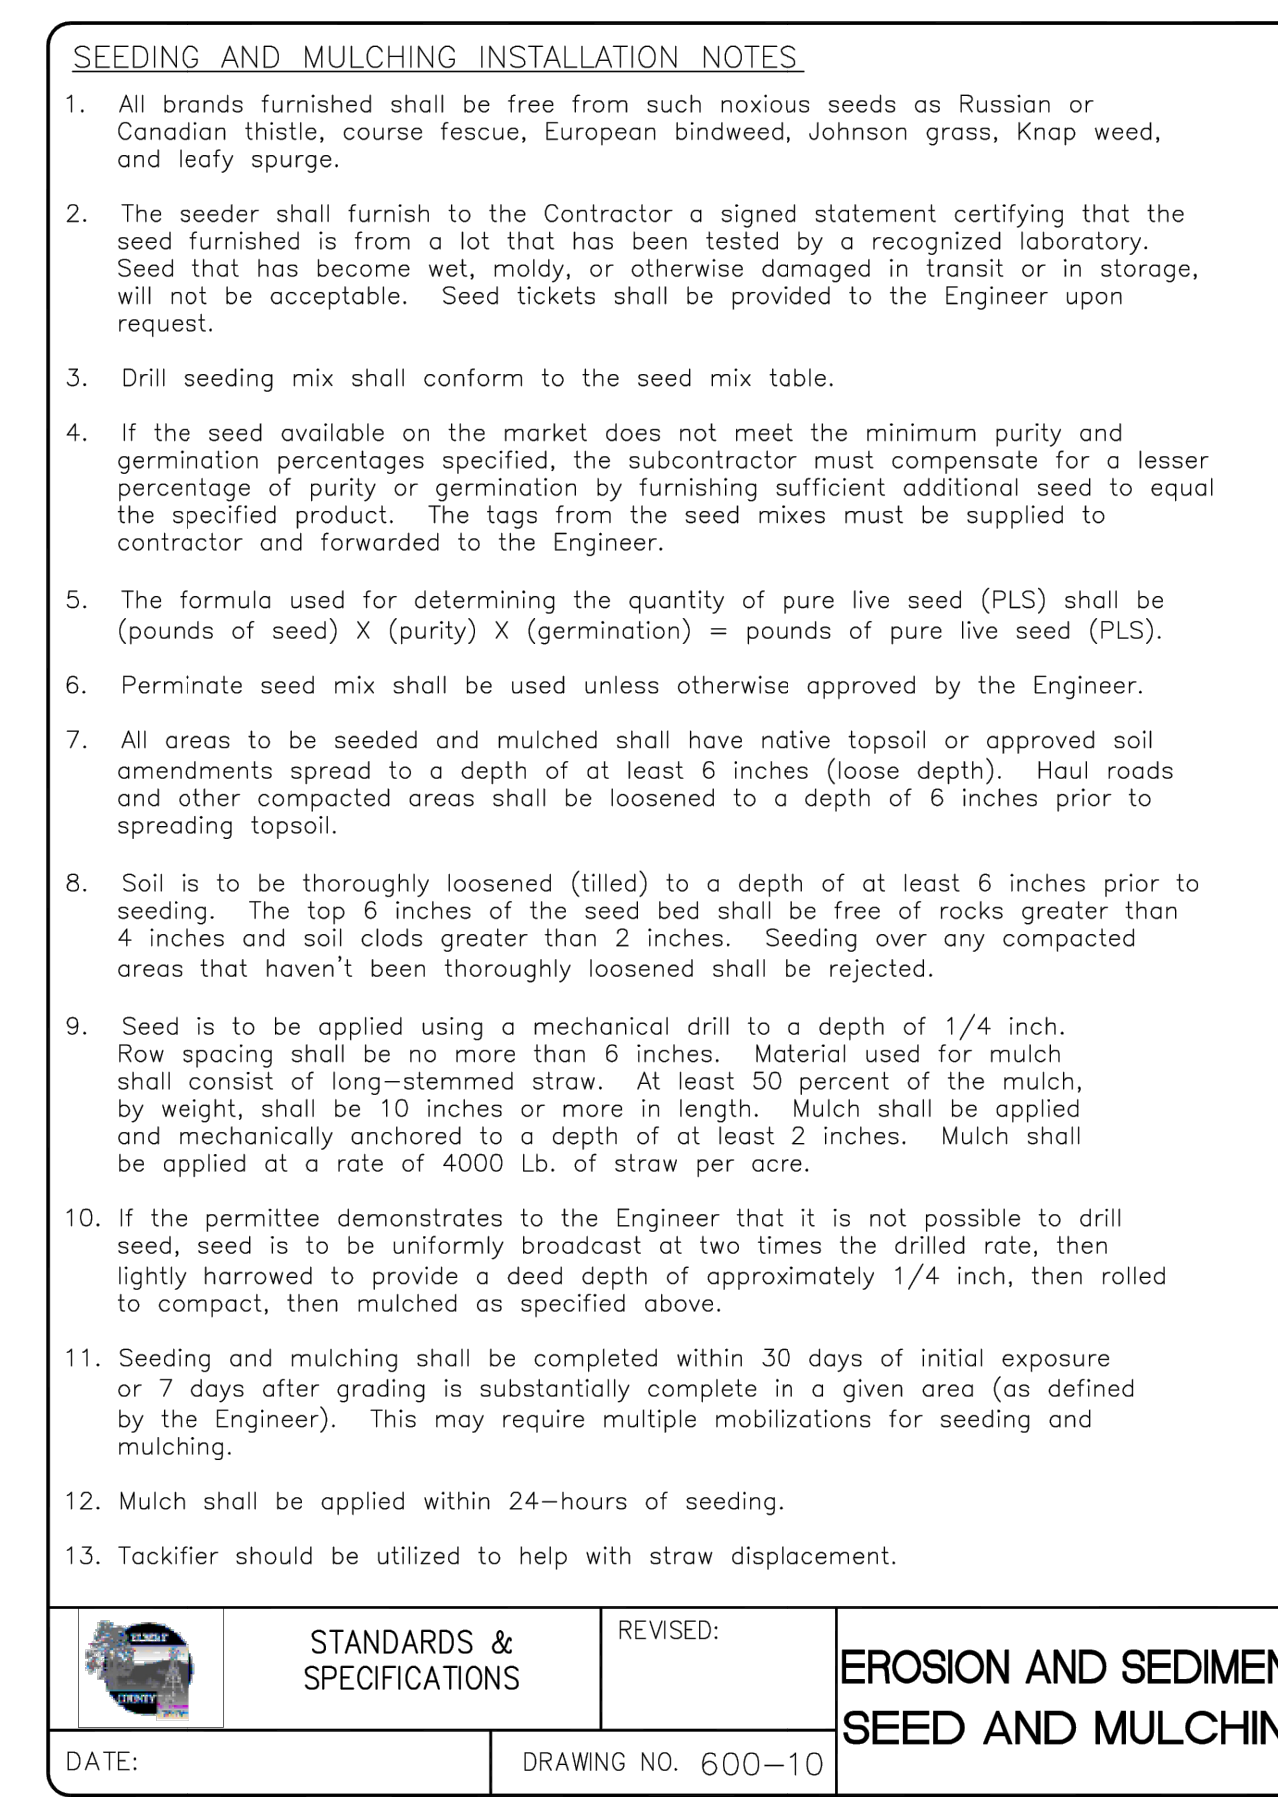 SEEDING AND MULCHING INSTALLATION NOTES
1. All brands furnished shall be free from such noxious seeds as Russian or
Canadian thistle, course fescue, European bindweed, Johnson grass, Knap weed,
and leafy spurge.
2. The seeder shall furnish to the Contractor a signed statement certifying that the
seed furnished is from a lot that has been tested by a recognized laboratory.
Seed that has become wet, moldy, or otherwise damaged in transit or in storage,
will not be acceptable. Seed tickets shall be provided to the Engineer upon
request.
3. Drill seeding mix shall conform to the seed mix table.
4. If the seed available on the market does not meet the minimum purity and
germination percentages specified, the subcontractor must compensate for a lesser
percentage of purity or germination by furnishing sufficient additional seed to equal
the specified product. The tags from the seed mixes must be supplied to
contractor and forwarded to the Engineer.
5. The formula used for determining the quantity of pure live seed (PLS) shall be
(pounds of seed) X (purity) X (germination) = pounds of pure live seed (PLS).
6. Perminate seed mix shall be used unless otherwise approved by the Engineer.
7. All areas to be seeded and mulched shall have native topsoil or approved soil
amendments spread to a depth of at least 6 inches (loose depth). Haul roads
and other compacted areas shall be loosened to a depth of 6 inches prior to
spreading topsoil.
8. Soil is to be thoroughly loosened (tilled) to a depth of at least 6 inches prior to
seeding. The top 6 inches of the seed bed shall be free of rocks greater than
4 inches and soil clods greater than 2 inches. Seeding over any compacted
areas that haven't been thoroughly loosened shall be rejected.
9. Seed is to be applied using a mechanical drill to a depth of 1/4 inch.
Row spacing shall be no more than 6 inches. Material used for mulch
shall consist of long-stemmed straw. At least 50 percent of the mulch,
by weight, shall be 10 inches or more in length. Mulch shall be applied
and mechanically anchored to a depth of at least 2 inches. Mulch shall
be applied at a rate of 4000 Lb. of straw per acre.
10. If the permittee demonstrates to the Engineer that it is not possible to drill
seed, seed is to be uniformly broadcast at two times the drilled rate, then
lightly harrowed to provide a deed depth of approximately 1/4 inch, then rolled
to compact, then mulched as specified above.
11. Seeding and mulching shall be completed within 30 days of initial exposure
or 7 days after grading is substantially complete in a given area (as defined
by the Engineer). This may require multiple mobilizations for seeding and
mulching.
12. Mulch shall be applied within 24-hours of seeding.
13. Tackifier should be utilized to help with straw displacement.
ELBERT
COUNTY
STANDARDS &
SPECIFICATIONS
REVISED:
EROSION AND SEDIMEN
SEED AND MULCHIN
DATE:
DRAWING NO. 600-10